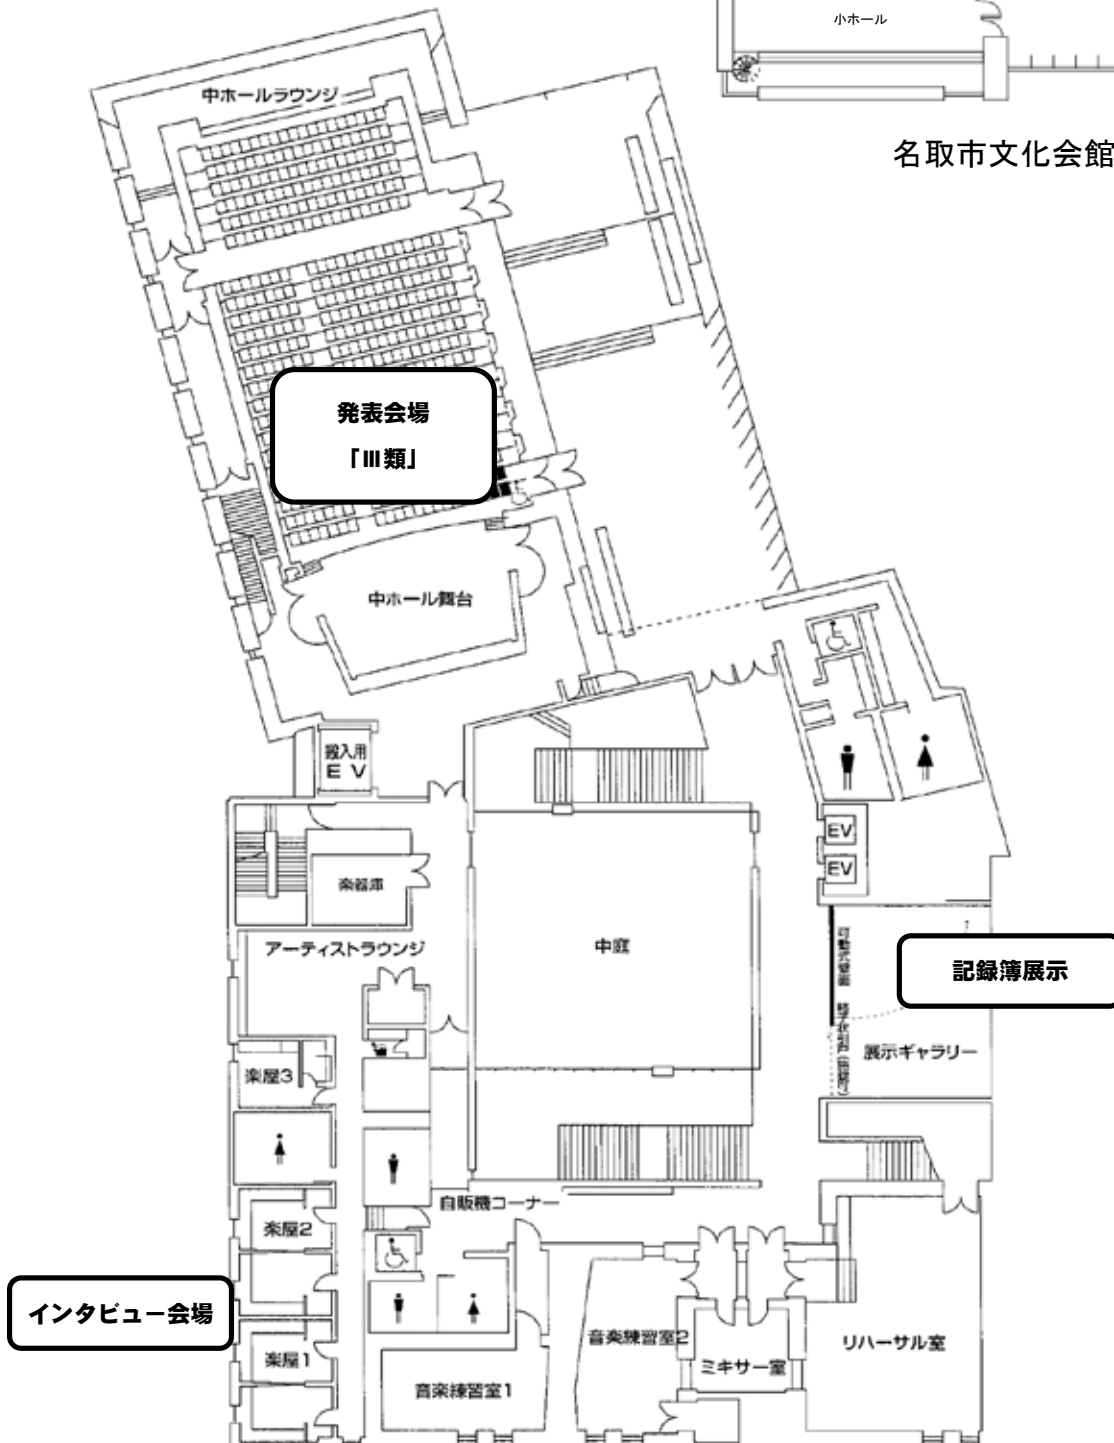 小ホール
名取市文化会館
中ホールラウンジ
発表会場
「Ⅲ類」
中ホール舞台
搬入用
EV
楽器庫
アーティストラウンジ
中庭
EV
EV
記録簿展示
可動式壁面
展示ギャラリー
楽屋3
自販機コーナー
楽屋2
インタビュー会場
楽屋1
音楽練習室1
音楽練習室2
ミキサー室
リハーサル室